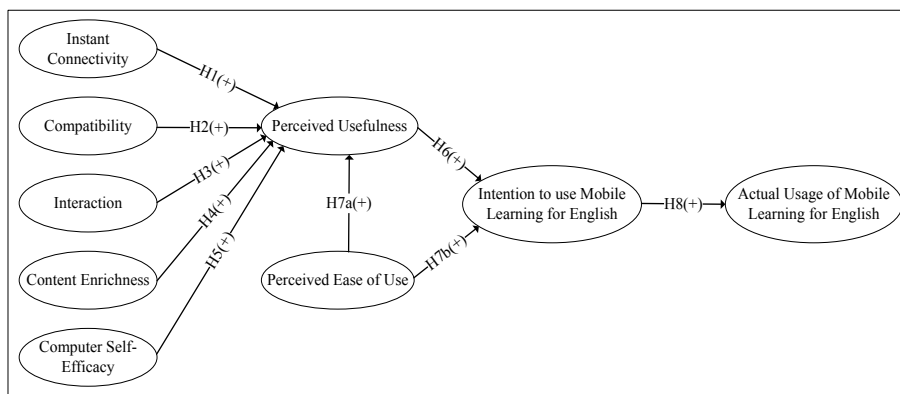 Instant
Connectivity
H1(+)
Compatibility
H2(+)
Perceived Usefulness
H3(+)
Interaction
H4(+)
H5(+)
H6(+)
H7a(+)
Intention to use Mobile
Learning for English
H8(+)
Actual Usage of Mobile
Learning for English
H7b(+)
Content Enrichness
Perceived Ease of Use
Computer Self-
Efficacy